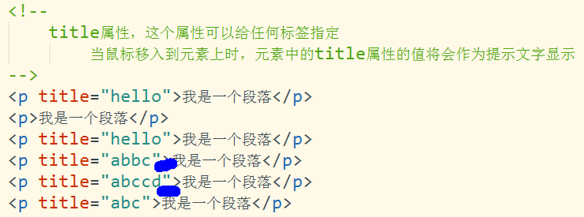 <!--
title属性，这个属性可以给任何标签指定
当鼠标移入到元素上时，元素中的title属性的值将会作为提示文字显示
-->
<p title="hello">我是一个段落</p>
<p>我是一个段落</p>
<p title="hello">我是一个段落</p>
<p title="abbc">我是一个段落</p>
<p title="abccd">我是一个段落</p>
<p title="abc">我是一个段落</p>